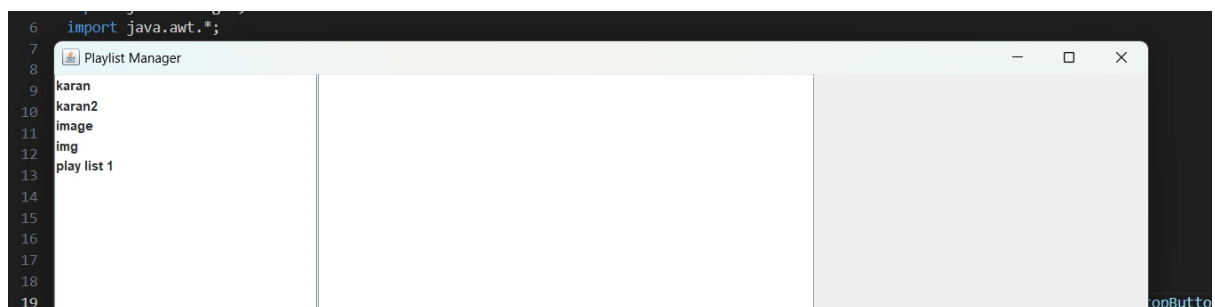 6 import java.awt.*;
7
Playlist Manager
8
9
karan
10
karan2
11
image
12
img
13
play list 1
14
15
16
17
18
19
opButto